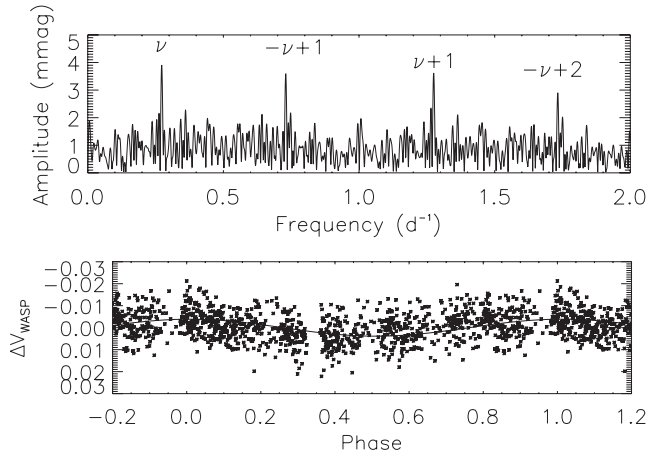 Amplitude (mmag)
5
4
3
2
1
0
ν
-ν+1
ν+1
-ν+2
0.0 0.5 1.0 1.5 2.0
Frequency (d⁻¹)
ΔV_WASP
-0.03
-0.02
-0.01
0.00
0.01
0.02
0.03
-0.2 0.0 0.2 0.4 0.6 0.8 1.0 1.2
Phase